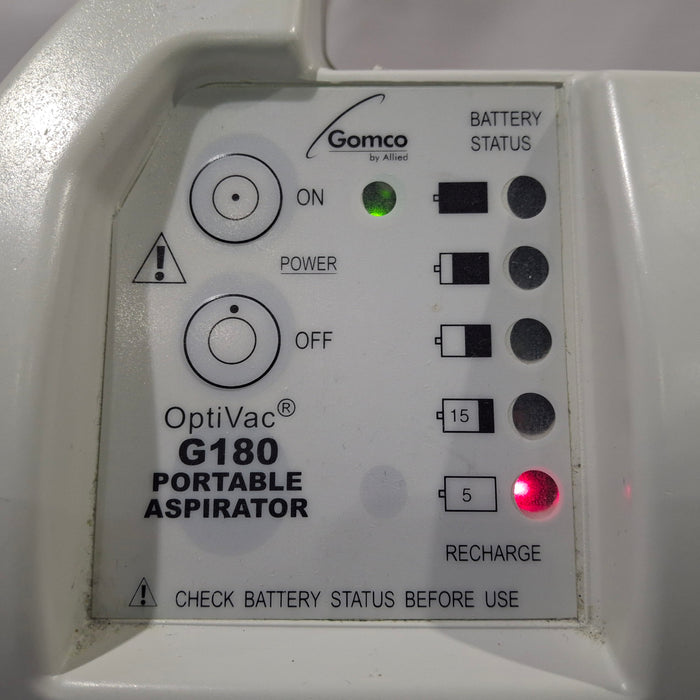 Gomco
by Allied
BATTERY
STATUS
ON
POWER
OFF
15
5
OptiVac®
G180
PORTABLE
ASPIRATOR
RECHARGE
! CHECK BATTERY STATUS BEFORE USE